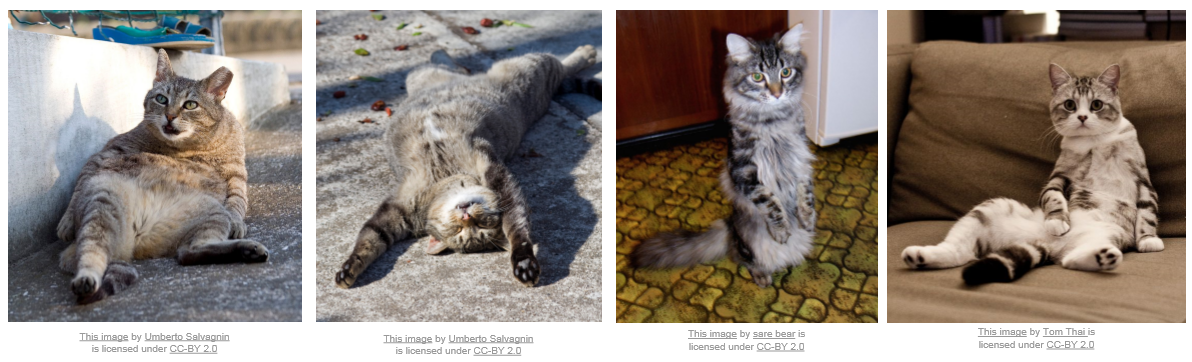 This image by Umberto Salvagnin
is licensed under CC-BY 2.0
This image by Umberto Salvagnin
is licensed under CC-BY 2.0
This image by sare bear is
licensed under CC-BY 2.0
This image by Tom Thai is
licensed under CC-BY 2.0